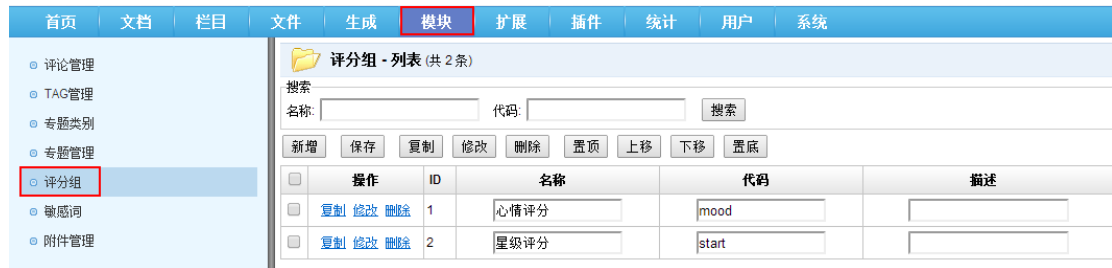 首页 文档 栏目 文件 生成 模块 扩展 插件 统计 用户 系统
评论管理
TAG管理
专题类别
专题管理
评分组
敏感词
附件管理
评分组 - 列表 (共 2 条)
搜索
名称: 代码: 搜索
新增 保存 复制 修改 删除 置顶 上移 下移 置底
操作 ID 名称 代码 描述
复制 修改 删除 1 心情评分 mood
复制 修改 删除 2 星级评分 start